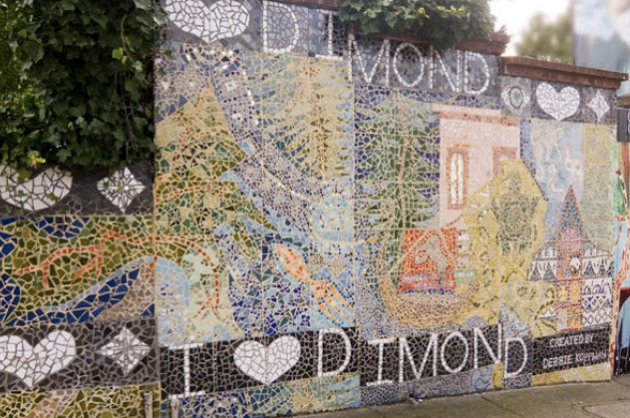 ♥ DIMOND
I ♥ DIMOND
CREATED BY
DEBBIE KOPPMAN